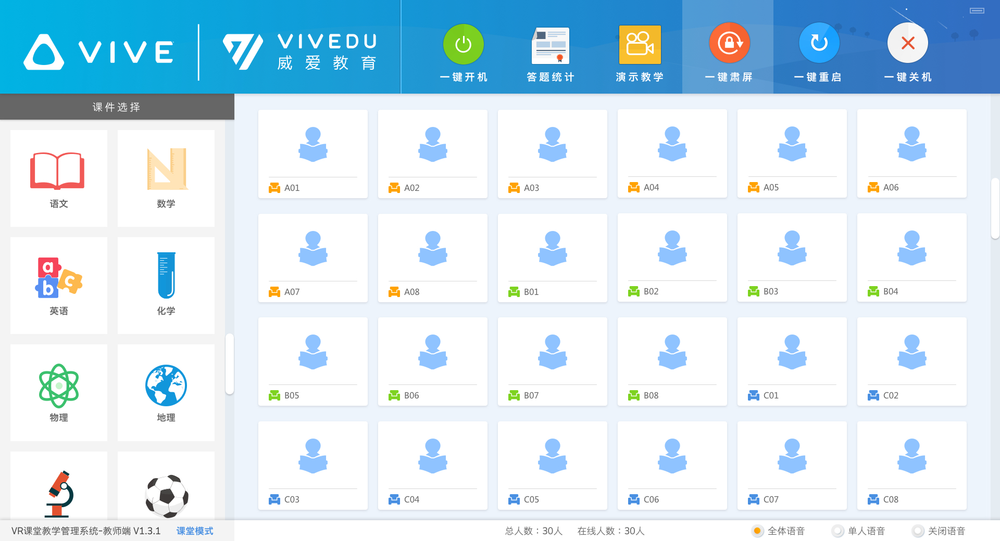 VIVE
VIVEDU
威爱教育
一键开机
答题统计
演示教学
一键肃屏
一键重启
一键关机
课件选择
语文
数学
a
b
c
英语
化学
物理
地理
A01
A02
A03
A04
A05
A06
A07
A08
B01
B02
B03
B04
B05
B06
B07
B08
C01
C02
C03
C04
C05
C06
C07
C08
VR课堂教学管理系统-教师端 V1.3.1
课堂模式
总人数：30人
在线人数：30人
全体语音
单人语音
关闭语音